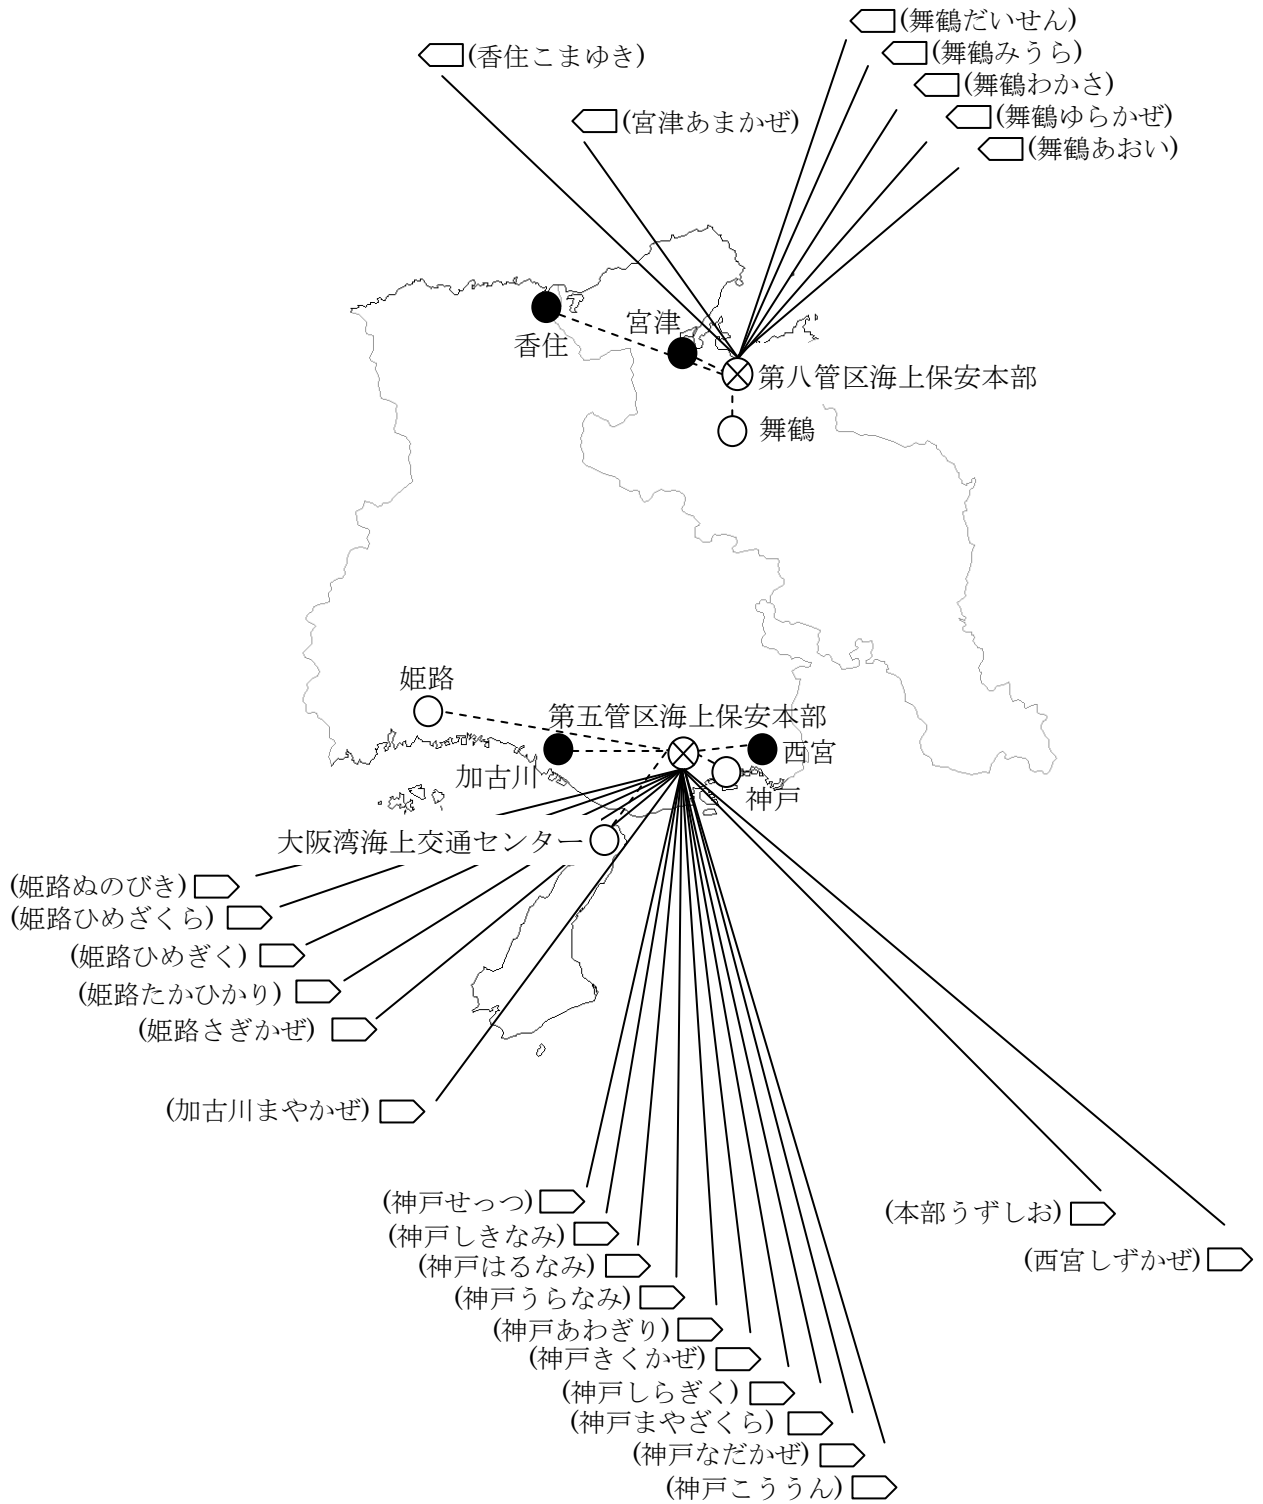 (舞鶴だいせん)
(香住こまゆき)
(舞鶴みうら)
(舞鶴わかさ)
(宮津あまかぜ)
(舞鶴ゆらかぜ)
(舞鶴あおい)
宮津
香住
第八管区海上保安本部
舞鶴
姫路
第五管区海上保安本部
西宮
加古川
神戸
大阪湾海上交通センター
(姫路ぬのびき)
(姫路ひめざくら)
(姫路ひめぎく)
(姫路たかひかり)
(姫路さぎかぜ)
(加古川まやかぜ)
(神戸せっつ)
(本部うずしお)
(神戸しきなみ)
(西宮しずかぜ)
(神戸はるなみ)
(神戸うらなみ)
(神戸あわぎり)
(神戸きくかぜ)
(神戸しらぎく)
(神戸まやざくら)
(神戸なだかぜ)
(神戸こううん)